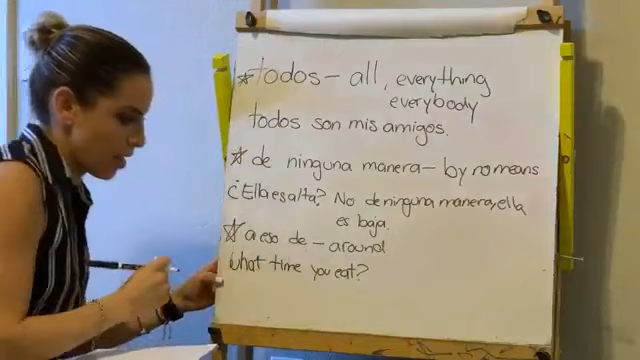 *todos - all, everything
everybody
todos son mis amigos.
* de ninguna manera - by no means
¿Ella es alta? No de ninguna manera, ella
es baja.
* a eso de - around
What time you eat?